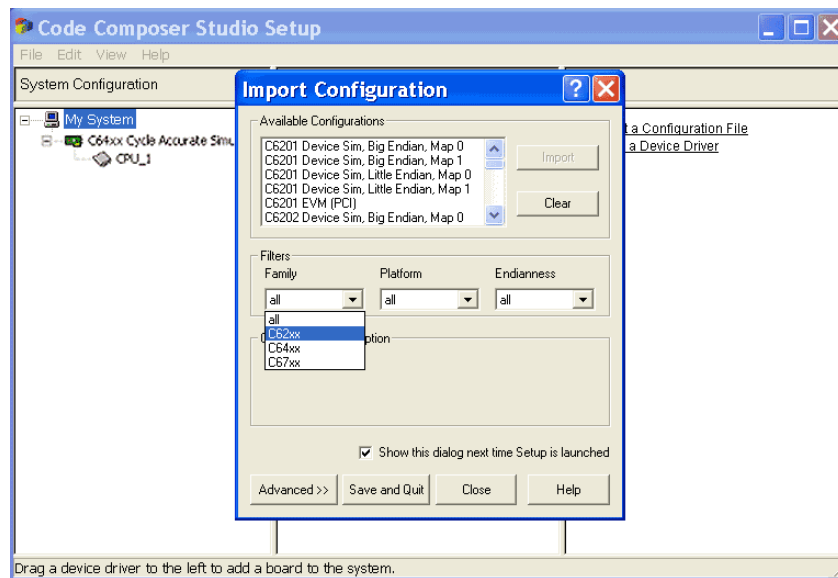 Code Composer Studio Setup
File Edit View Help
System Configuration
My System
C64xx Cycle Accurate Simu
CPU_1
t a Configuration File
a Device Driver
Import Configuration
Available Configurations
C6201 Device Sim, Big Endian, Map 0
C6201 Device Sim, Big Endian, Map 1
C6201 Device Sim, Little Endian, Map 0
C6201 Device Sim, Little Endian, Map 1
C6201 EVM (PCI)
C6202 Device Sim, Big Endian, Map 0
Import
Clear
Filters
Family Platform Endianness
all all all
all
C62xx
C64xx
C67xx
ption
Show this dialog next time Setup is launched
Advanced >> Save and Quit Close Help
Drag a device driver to the left to add a board to the system.